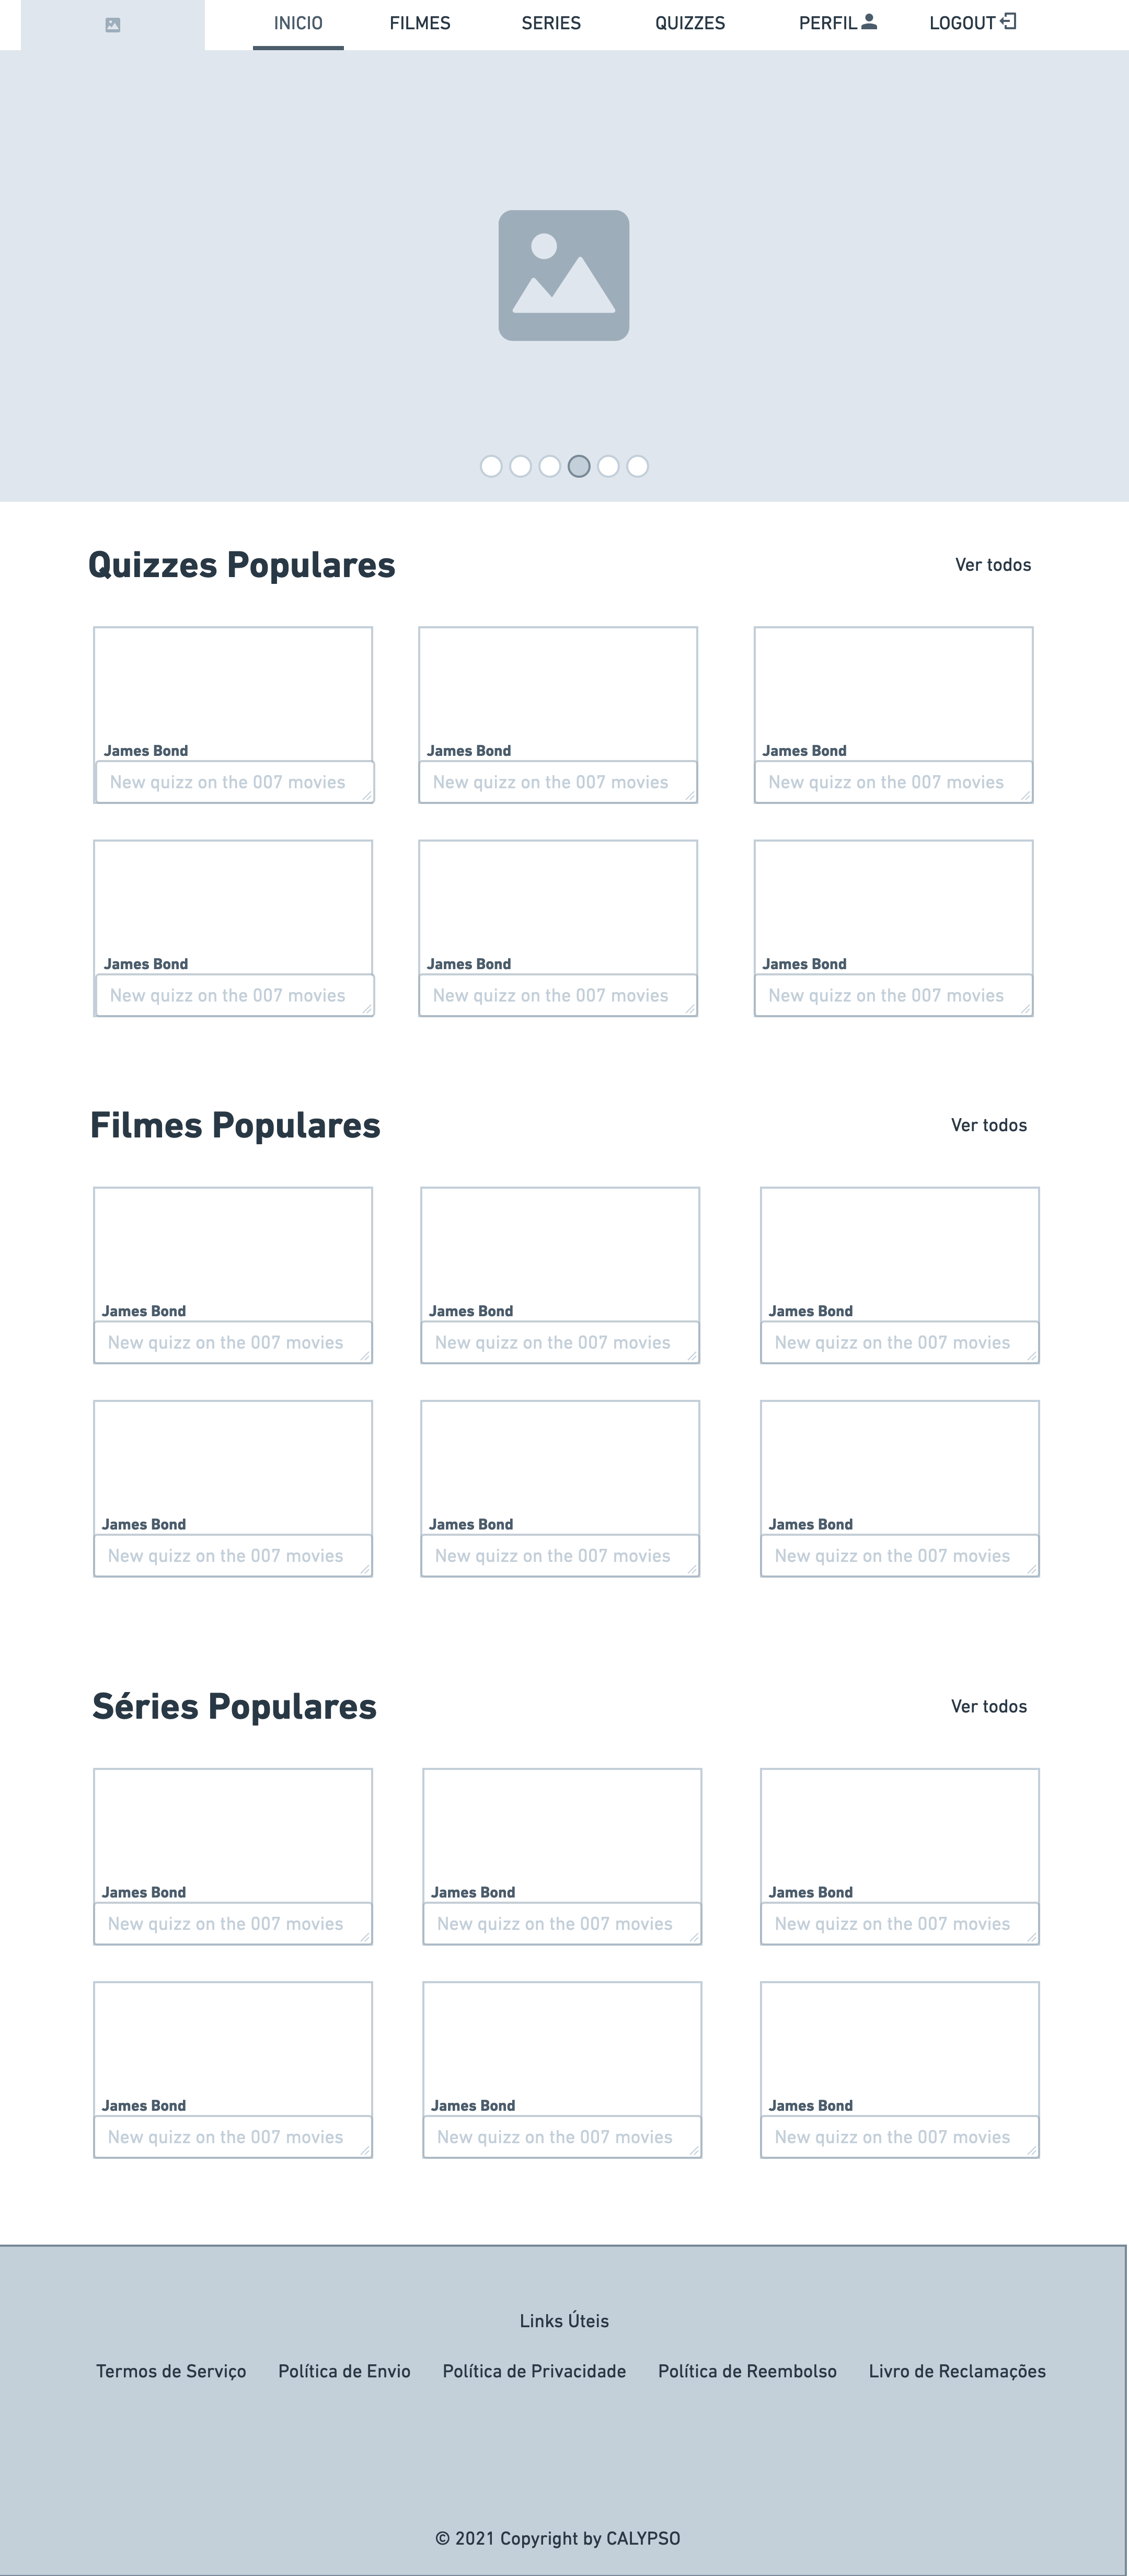 INICIO FILMES SERIES QUIZZES PERFIL LOGOUT
Quizzes Populares Ver todos
James Bond James Bond James Bond
New quizz on the 007 movies New quizz on the 007 movies New quizz on the 007 movies
James Bond James Bond James Bond
New quizz on the 007 movies New quizz on the 007 movies New quizz on the 007 movies
Filmes Populares Ver todos
James Bond James Bond James Bond
New quizz on the 007 movies New quizz on the 007 movies New quizz on the 007 movies
James Bond James Bond James Bond
New quizz on the 007 movies New quizz on the 007 movies New quizz on the 007 movies
Séries Populares Ver todos
James Bond James Bond James Bond
New quizz on the 007 movies New quizz on the 007 movies New quizz on the 007 movies
James Bond James Bond James Bond
New quizz on the 007 movies New quizz on the 007 movies New quizz on the 007 movies
Links Úteis
Termos de Serviço Política de Envio Política de Privacidade Política de Reembolso Livro de Reclamações
© 2021 Copyright by CALYPSO